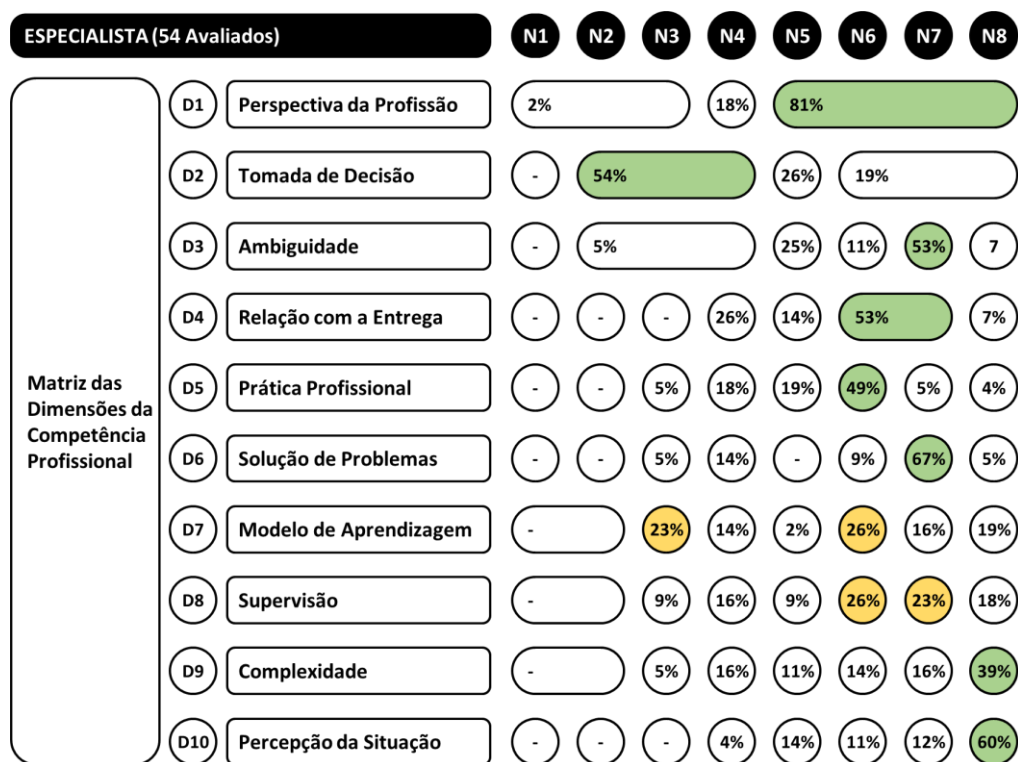 ESPECIALISTA (54 Avaliados) N1 N2 N3 N4 N5 N6 N7 N8
D1 Perspectiva da Profissão 2% 18% 81%
D2 Tomada de Decisão - 54% 26% 19%
D3 Ambiguidade - 5% 25% 11% 53% 7
D4 Relação com a Entrega - - - 26% 14% 53% 7%
Matriz das
Dimensões da
Competência
Profissional
D5 Prática Profissional - - 5% 18% 19% 49% 5% 4%
D6 Solução de Problemas - - 5% 14% - 9% 67% 5%
D7 Modelo de Aprendizagem - 23% 14% 2% 26% 16% 19%
D8 Supervisão - 9% 16% 9% 26% 23% 18%
D9 Complexidade - 5% 16% 11% 14% 16% 39%
D10 Percepção da Situação - - - 4% 14% 11% 12% 60%